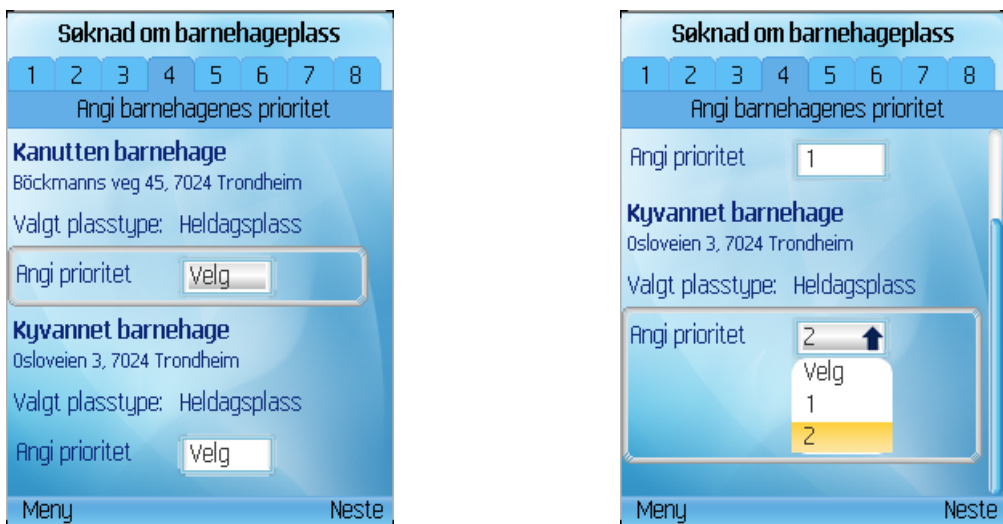 Søknad om barnehageplass
1 2 3 4 5 6 7 8
Angi barnehagenes prioritet
Kanutten barnehage
Böckmanns veg 45, 7024 Trondheim
Valgt plasstype: Heldagsplass
Angi prioritet Velg
Kyvannet barnehage
Osloveien 3, 7024 Trondheim
Valgt plasstype: Heldagsplass
Angi prioritet Velg
Meny Neste
Søknad om barnehageplass
1 2 3 4 5 6 7 8
Angi barnehagenes prioritet
Angi prioritet 1
Kyvannet barnehage
Osloveien 3, 7024 Trondheim
Valgt plasstype: Heldagsplass
Angi prioritet 2
Velg
1
2
Meny Neste